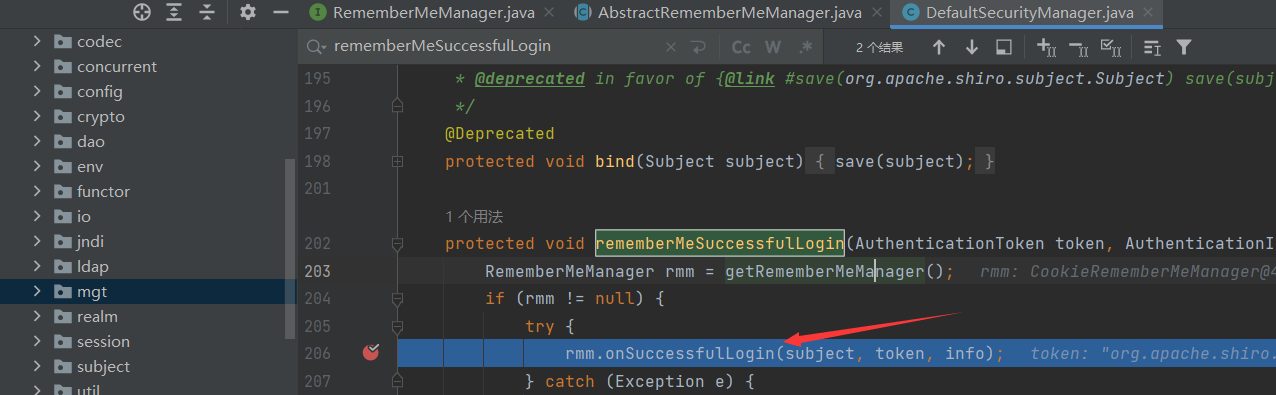 RememberMeManager.java
AbstractRememberMeManager.java
DefaultSecurityManager.java
codec
concurrent
config
crypto
dao
env
functor
io
jndi
ldap
mgt
realm
session
subject
util
rememberMeSuccessfulLogin
Cc W .* 2 个结果
195 * @deprecated in favor of {@link #save(org.apache.shiro.subject.Subject) save(subj
196 */
197 @Deprecated
198 protected void bind(Subject subject) { save(subject); }
201
1 个用法
202 protected void rememberMeSuccessfulLogin(AuthenticationToken token, AuthenticationI
203 RememberMeManager rmm = getRememberMeManager(); rmm: CookieRememberMeManager@4
204 if (rmm != null) {
205 try {
206 rmm.onSuccessfulLogin(subject, token, info); token: "org.apache.shiro.
207 } catch (Exception e) {